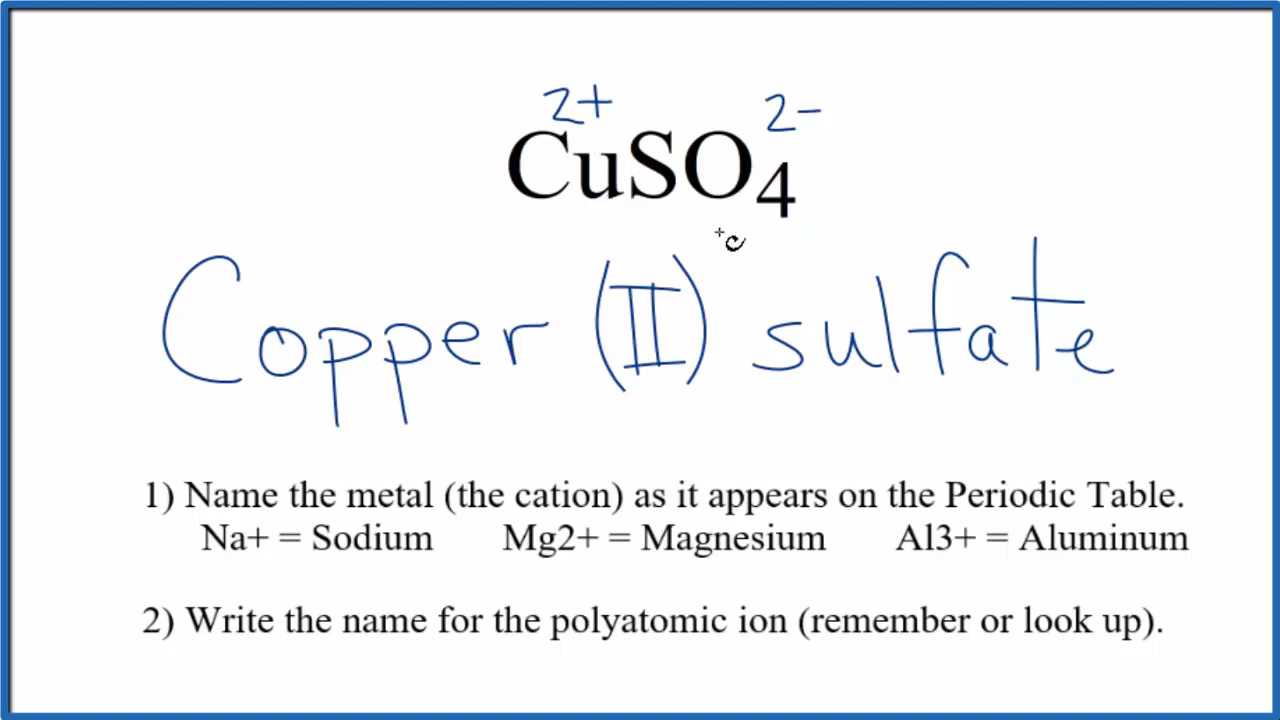 2+ 2-
CuSO4
Copper (II) sulfate
1) Name the metal (the cation) as it appears on the Periodic Table.
Na+ = Sodium Mg2+ = Magnesium Al3+ = Aluminum
2) Write the name for the polyatomic ion (remember or look up).